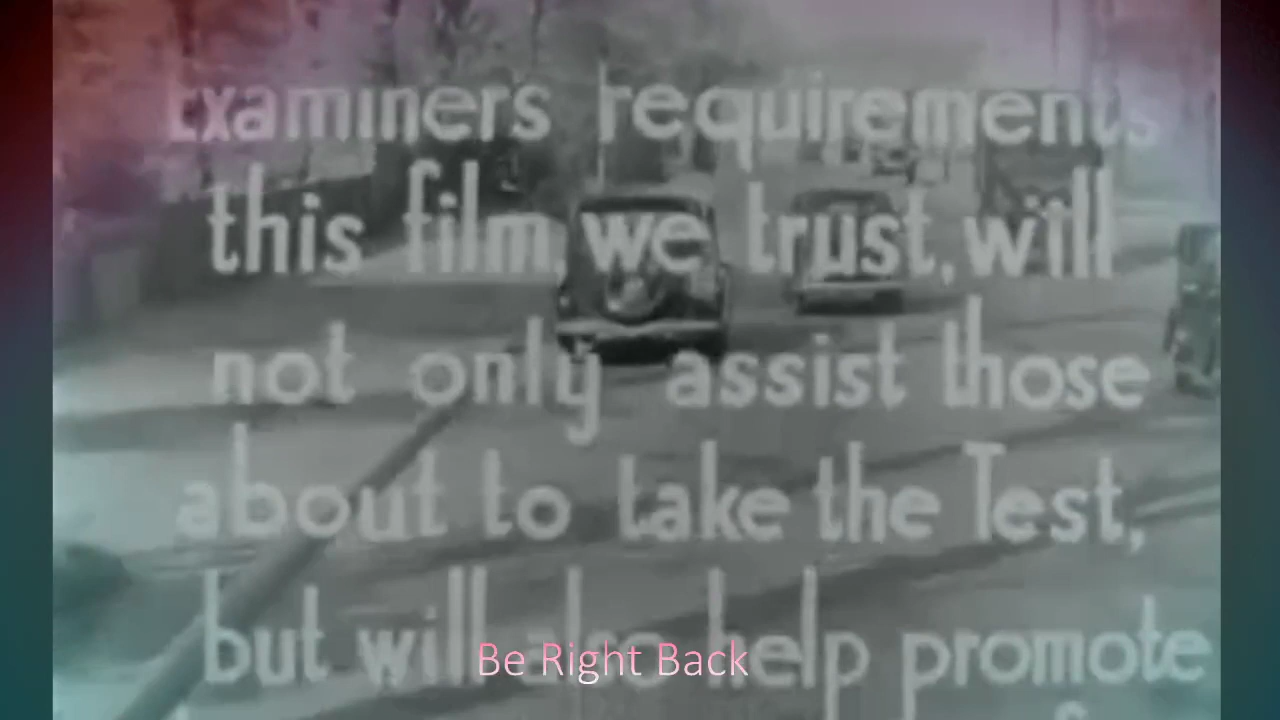 Examiners requirements
this film, we trust, will
not only assist those
about to take the Test,
but will also help promote
Be Right Back